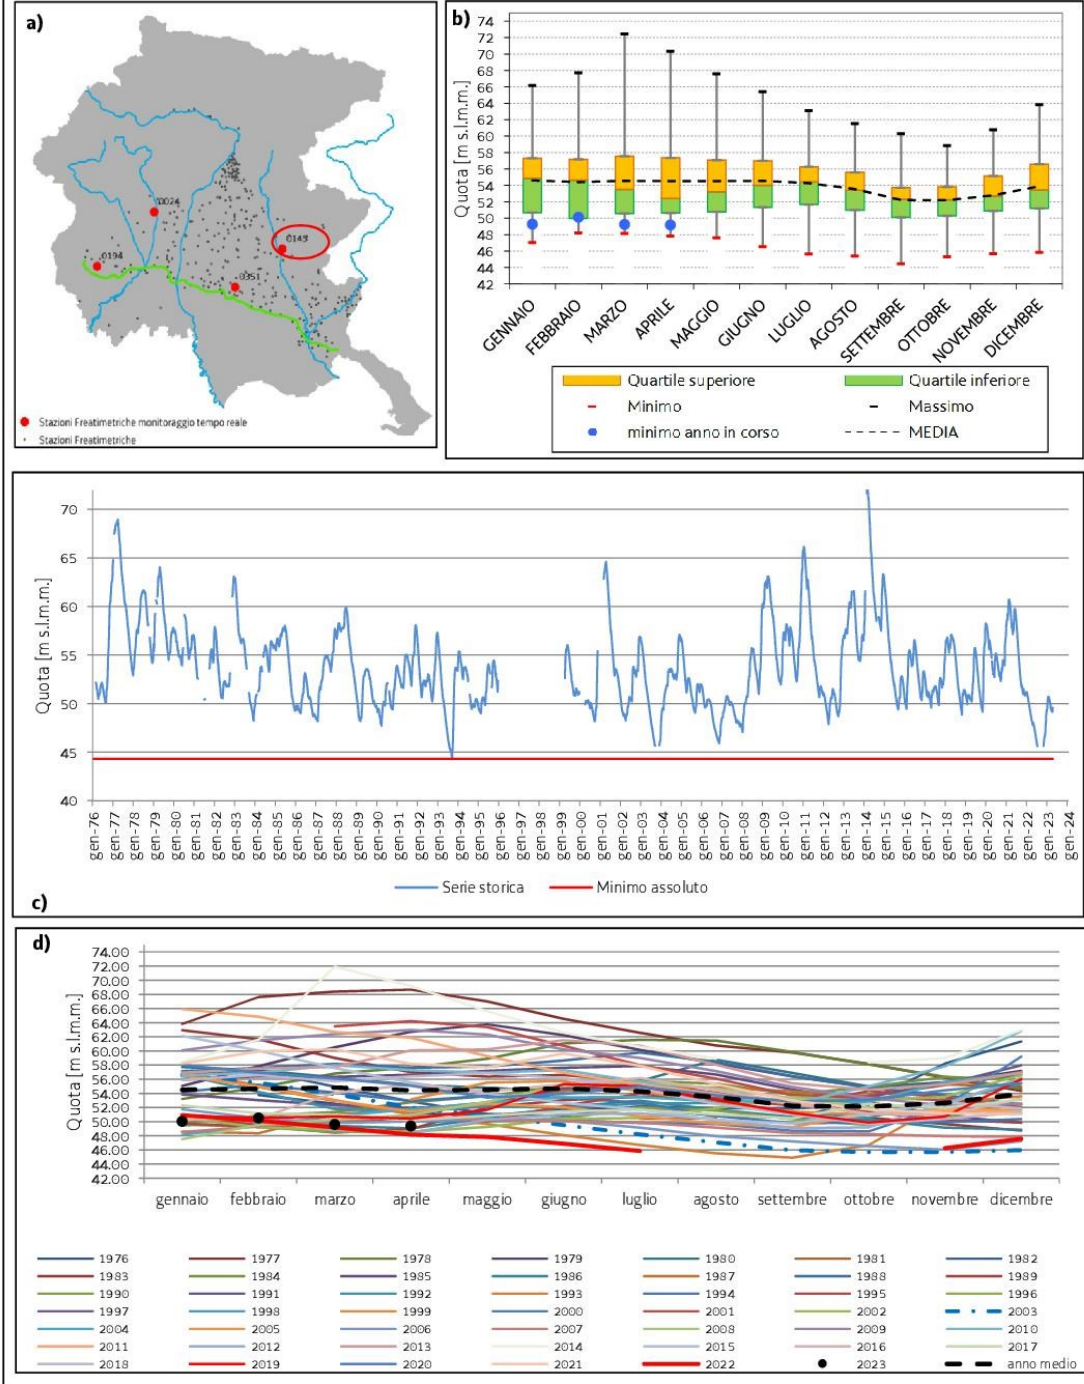 a)
0024
0143
0194
0351
Stazioni Freatimetriche monitoraggio tempo reale
Stazioni Freatimetriche
b)
Quota [m s.l.m.m.]
74
72
70
68
66
64
62
60
58
56
54
52
50
48
46
44
42
GENNAIO
FEBBRAIO
MARZO
APRILE
MAGGIO
GIUGNO
LUGLIO
AGOSTO
SETTEMBRE
OTTOBRE
NOVEMBRE
DICEMBRE
Quartile superiore
Quartile inferiore
Minimo
Massimo
minimo anno in corso
MEDIA
Quota [m s.l.m.m.]
70
65
60
55
50
45
40
gen-76
gen-77
gen-78
gen-79
gen-80
gen-81
gen-82
gen-83
gen-84
gen-85
gen-86
gen-87
gen-88
gen-89
gen-90
gen-91
gen-92
gen-93
gen-94
gen-95
gen-96
gen-97
gen-98
gen-99
gen-00
gen-01
gen-02
gen-03
gen-04
gen-05
gen-06
gen-07
gen-08
gen-09
gen-10
gen-11
gen-12
gen-13
gen-14
gen-15
gen-16
gen-17
gen-18
gen-19
gen-20
gen-21
gen-22
gen-23
gen-24
Serie storica
Minimo assoluto
c)
d)
Quota [m s.l.m.m.]
74.00
72.00
70.00
68.00
66.00
64.00
62.00
60.00
58.00
56.00
54.00
52.00
50.00
48.00
46.00
44.00
42.00
gennaio febbraio marzo aprile maggio giugno luglio agosto settembre ottobre novembre dicembre
1976 1977 1978 1979 1980 1981 1982
1983 1984 1985 1986 1987 1988 1989
1990 1991 1992 1993 1994 1995 1996
1997 1998 1999 2000 2001 2002 2003
2004 2005 2006 2007 2008 2009 2010
2011 2012 2013 2014 2015 2016 2017
2018 2019 2020 2021 2022 2023 anno medio